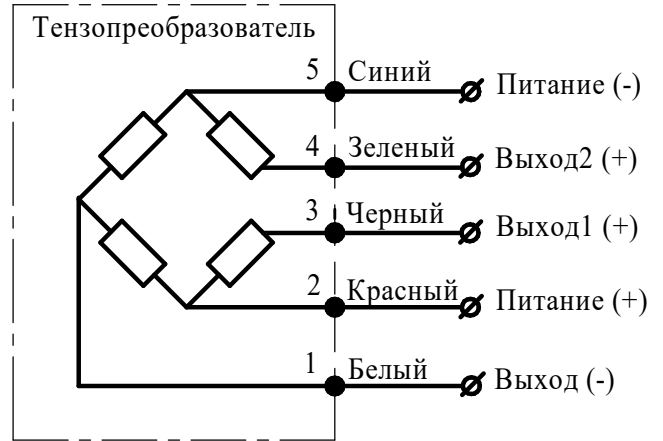 Тензопреобразователь
5 Синий Питание (-)
4 Зеленый Выход2 (+)
3 Черный Выход1 (+)
2 Красный Питание (+)
1 Белый Выход (-)